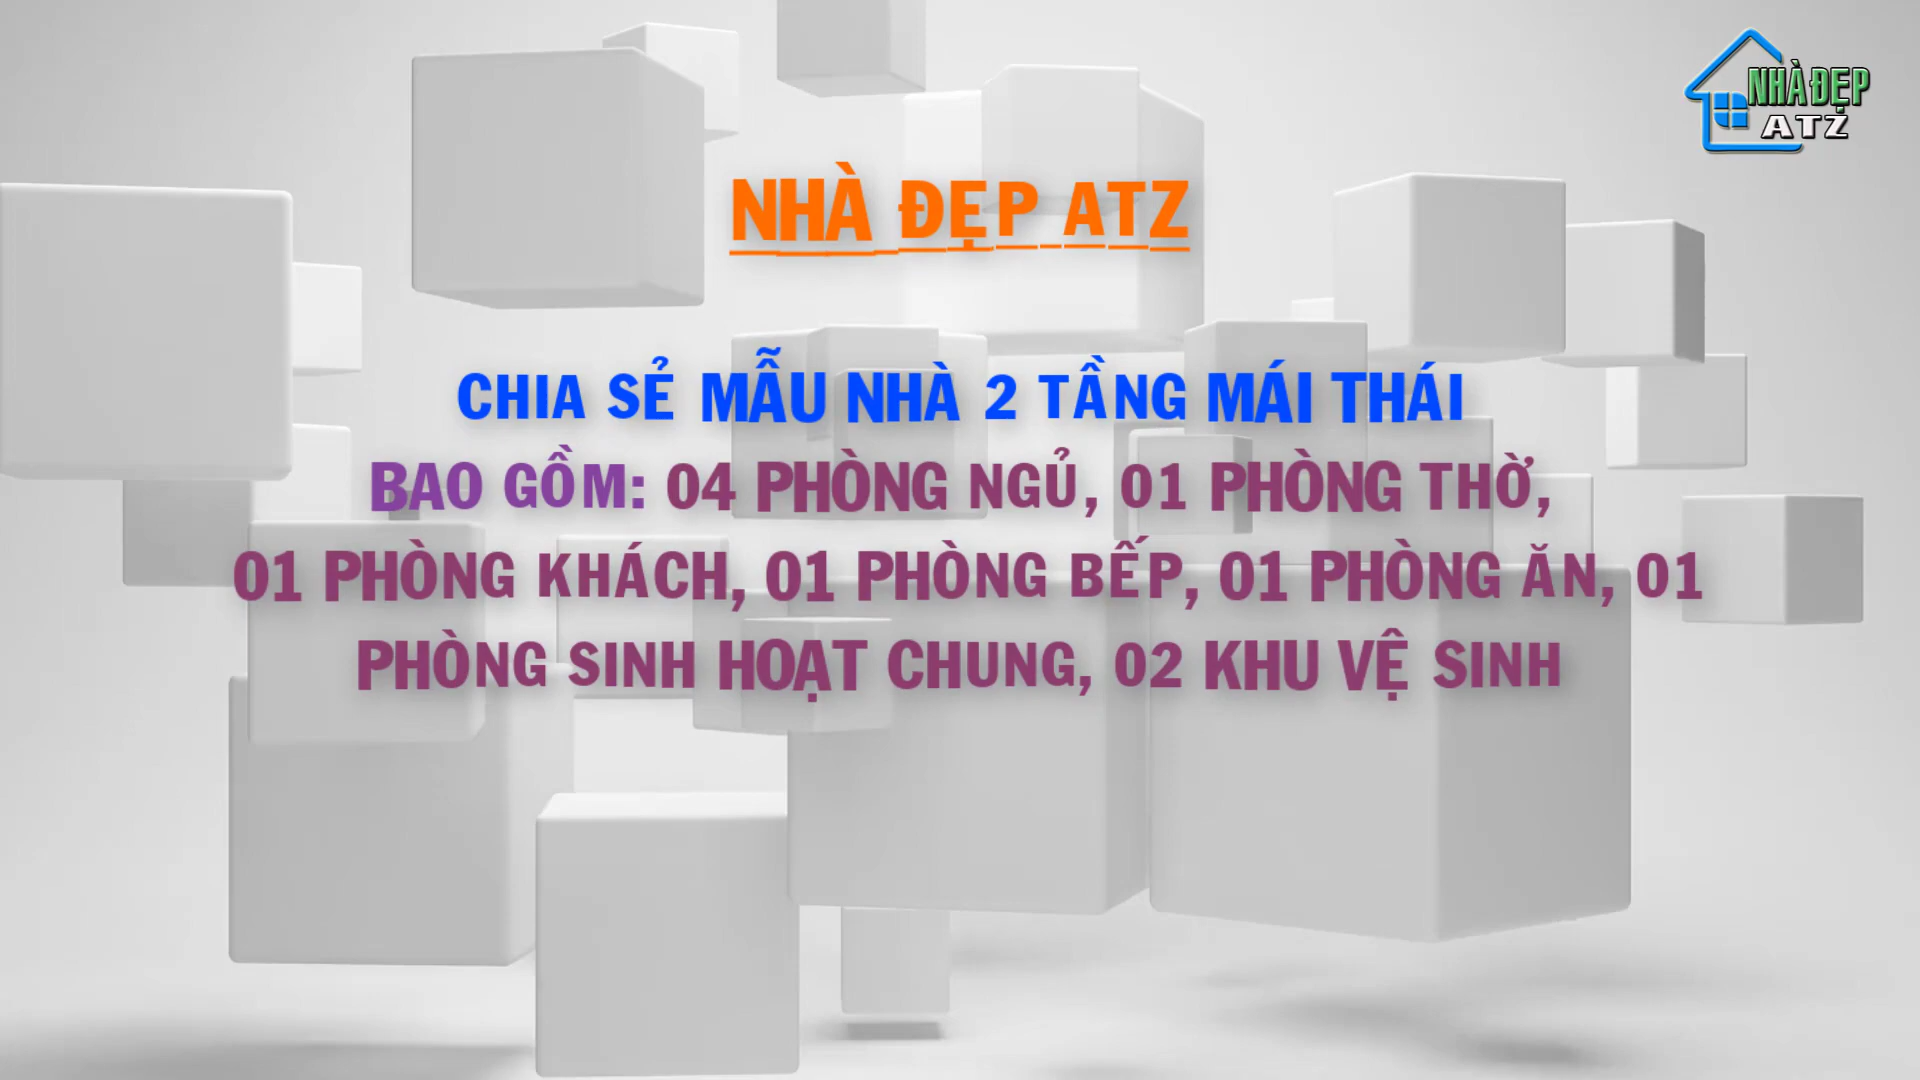 NHÀ ĐẸP
ATZ
NHÀ ĐẸP ATZ
CHIA SẺ MẪU NHÀ 2 TẦNG MÁI THÁI
BAO GỒM: 04 PHÒNG NGỦ, 01 PHÒNG THỜ,
01 PHÒNG KHÁCH, 01 PHÒNG BẾP, 01 PHÒNG ĂN, 01
PHÒNG SINH HOẠT CHUNG, 02 KHU VỆ SINH